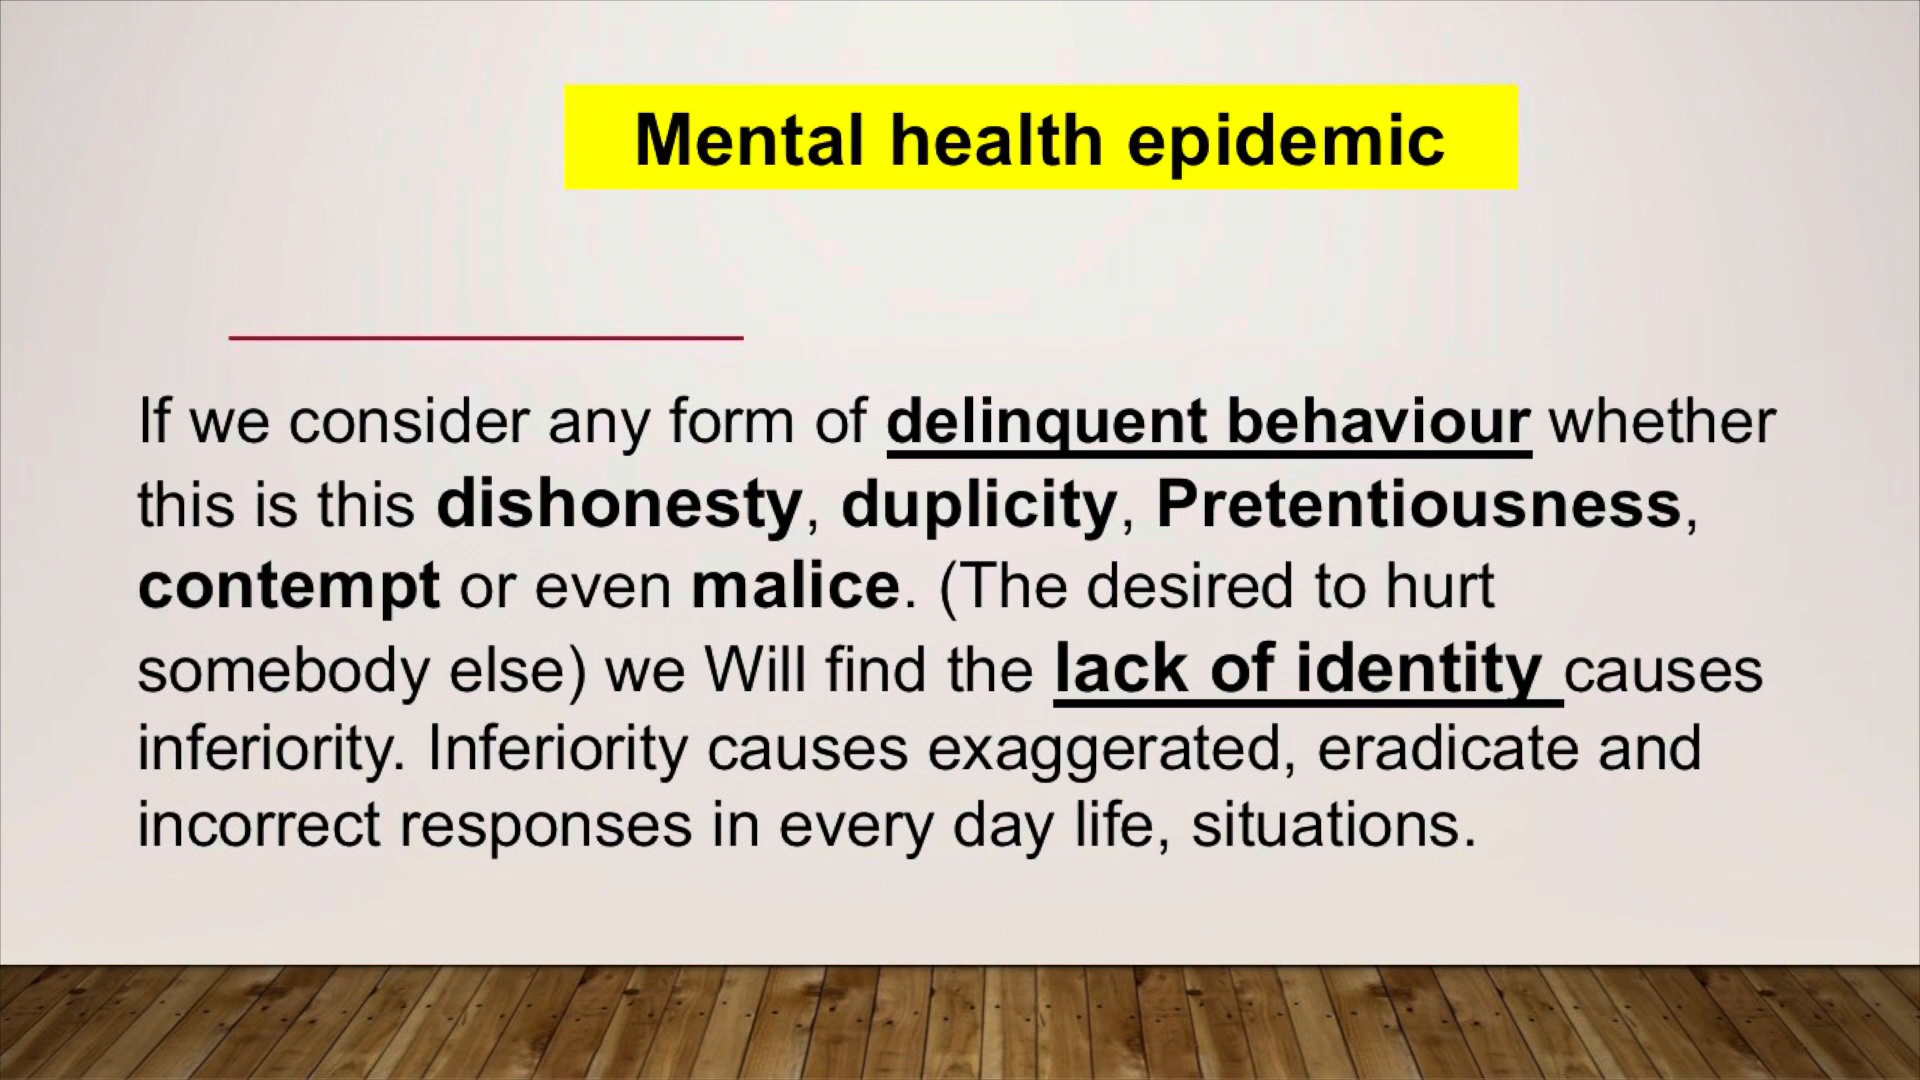 Mental health epidemic
If we consider any form of delinquent behaviour whether
this is this dishonesty, duplicity, Pretentiousness,
contempt or even malice. (The desired to hurt
somebody else) we Will find the lack of identity causes
inferiority. Inferiority causes exaggerated, eradicate and
incorrect responses in every day life, situations.